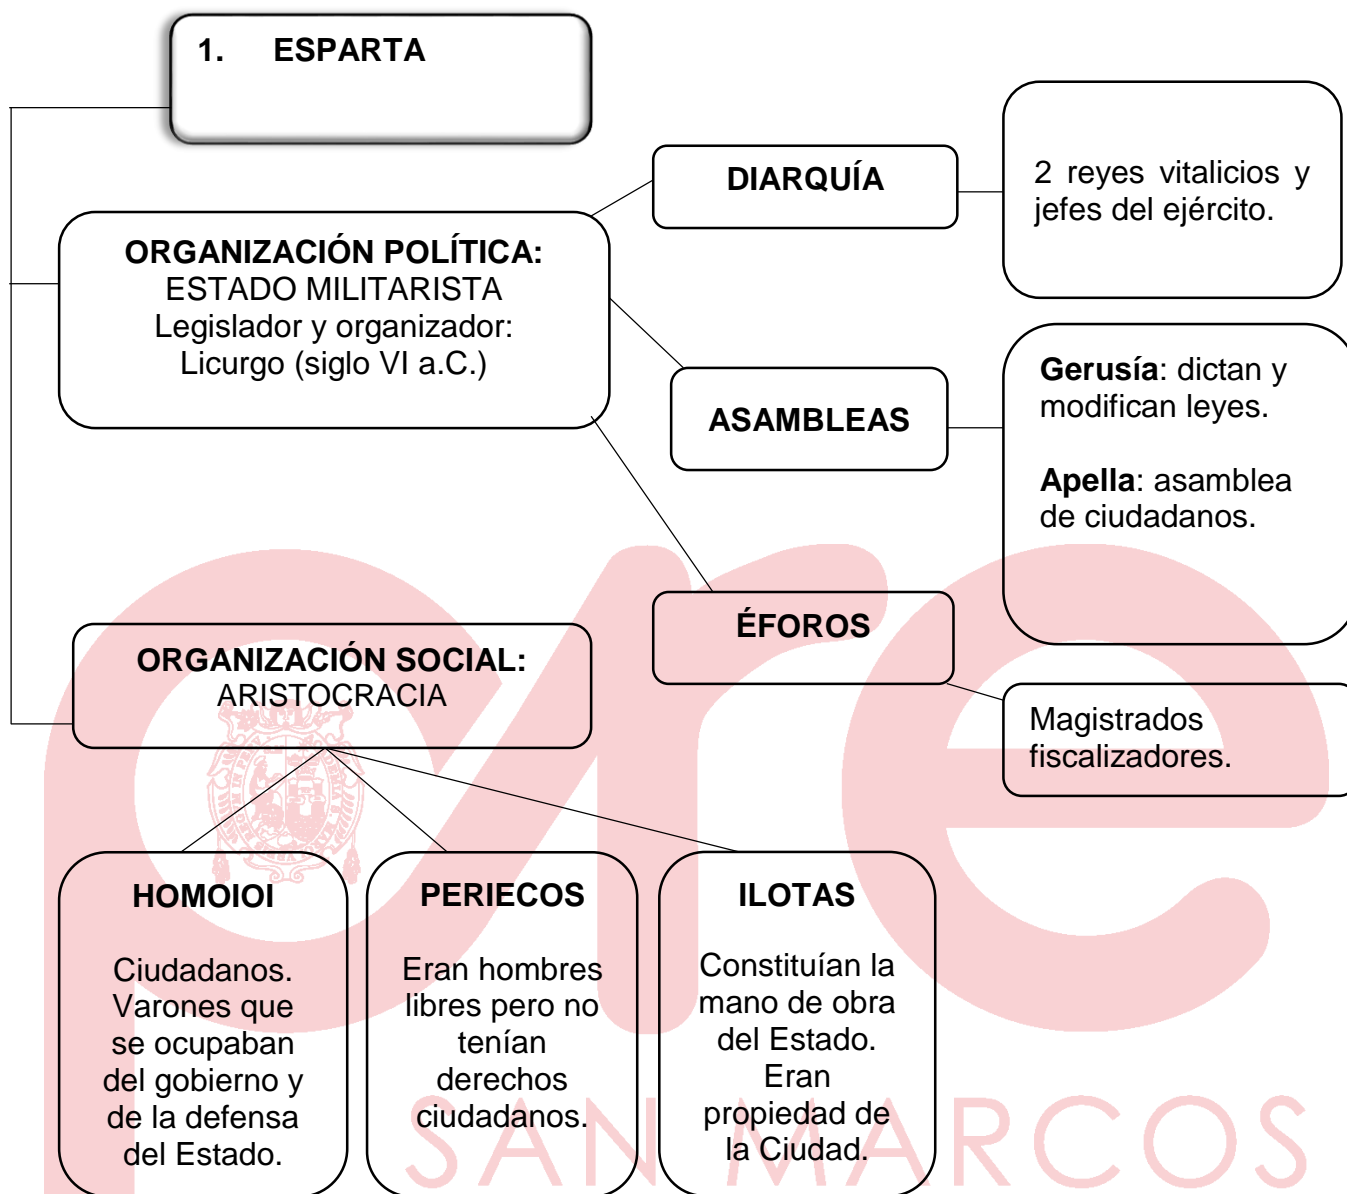 1. ESPARTA
ORGANIZACIÓN POLÍTICA:
ESTADO MILITARISTA
Legislador y organizador:
Licurgo (siglo VI a.C.)
DIARQUÍA
2 reyes vitalicios y
jefes del ejército.
ASAMBLEAS
Gerusía: dictan y
modifican leyes.
Apella: asamblea
de ciudadanos.
ÉFOROS
Magistrados
fiscalizadores.
ORGANIZACIÓN SOCIAL:
ARISTOCRACIA
HOMOIOI
Ciudadanos.
Varones que
se ocupaban
del gobierno y
de la defensa
del Estado.
PERIECOS
Eran hombres
libres pero no
tenían
derechos
ciudadanos.
ILOTAS
Constituían la
mano de obra
del Estado.
Eran
propiedad de
la Ciudad.
pre
SAN MARCOS